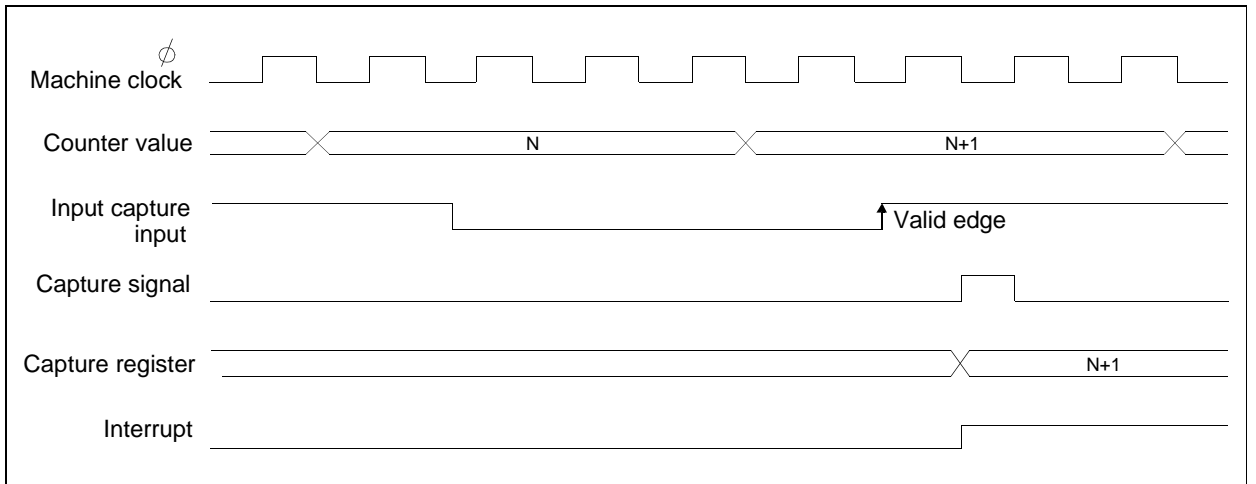 ϕ
Machine clock
Counter value
N
N+1
Input capture
input
Valid edge
Capture signal
Capture register
N+1
Interrupt